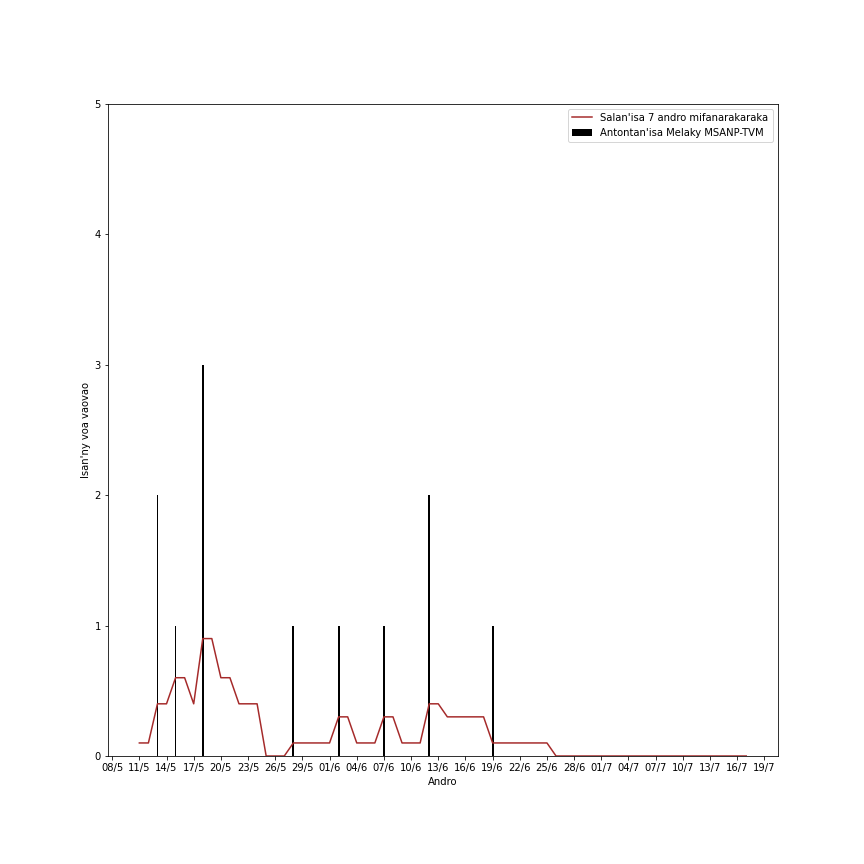 Salan'isa 7 andro mifanarakaraka
Antontan'isa Melaky MSANP-TVM
5
4
3
2
1
0
Isan'ny voa vaovao
08/5 11/5 14/5 17/5 20/5 23/5 26/5 29/5 01/6 04/6 07/6 10/6 13/6 16/6 19/6 22/6 25/6 28/6 01/7 04/7 07/7 10/7 13/7 16/7 19/7
Andro